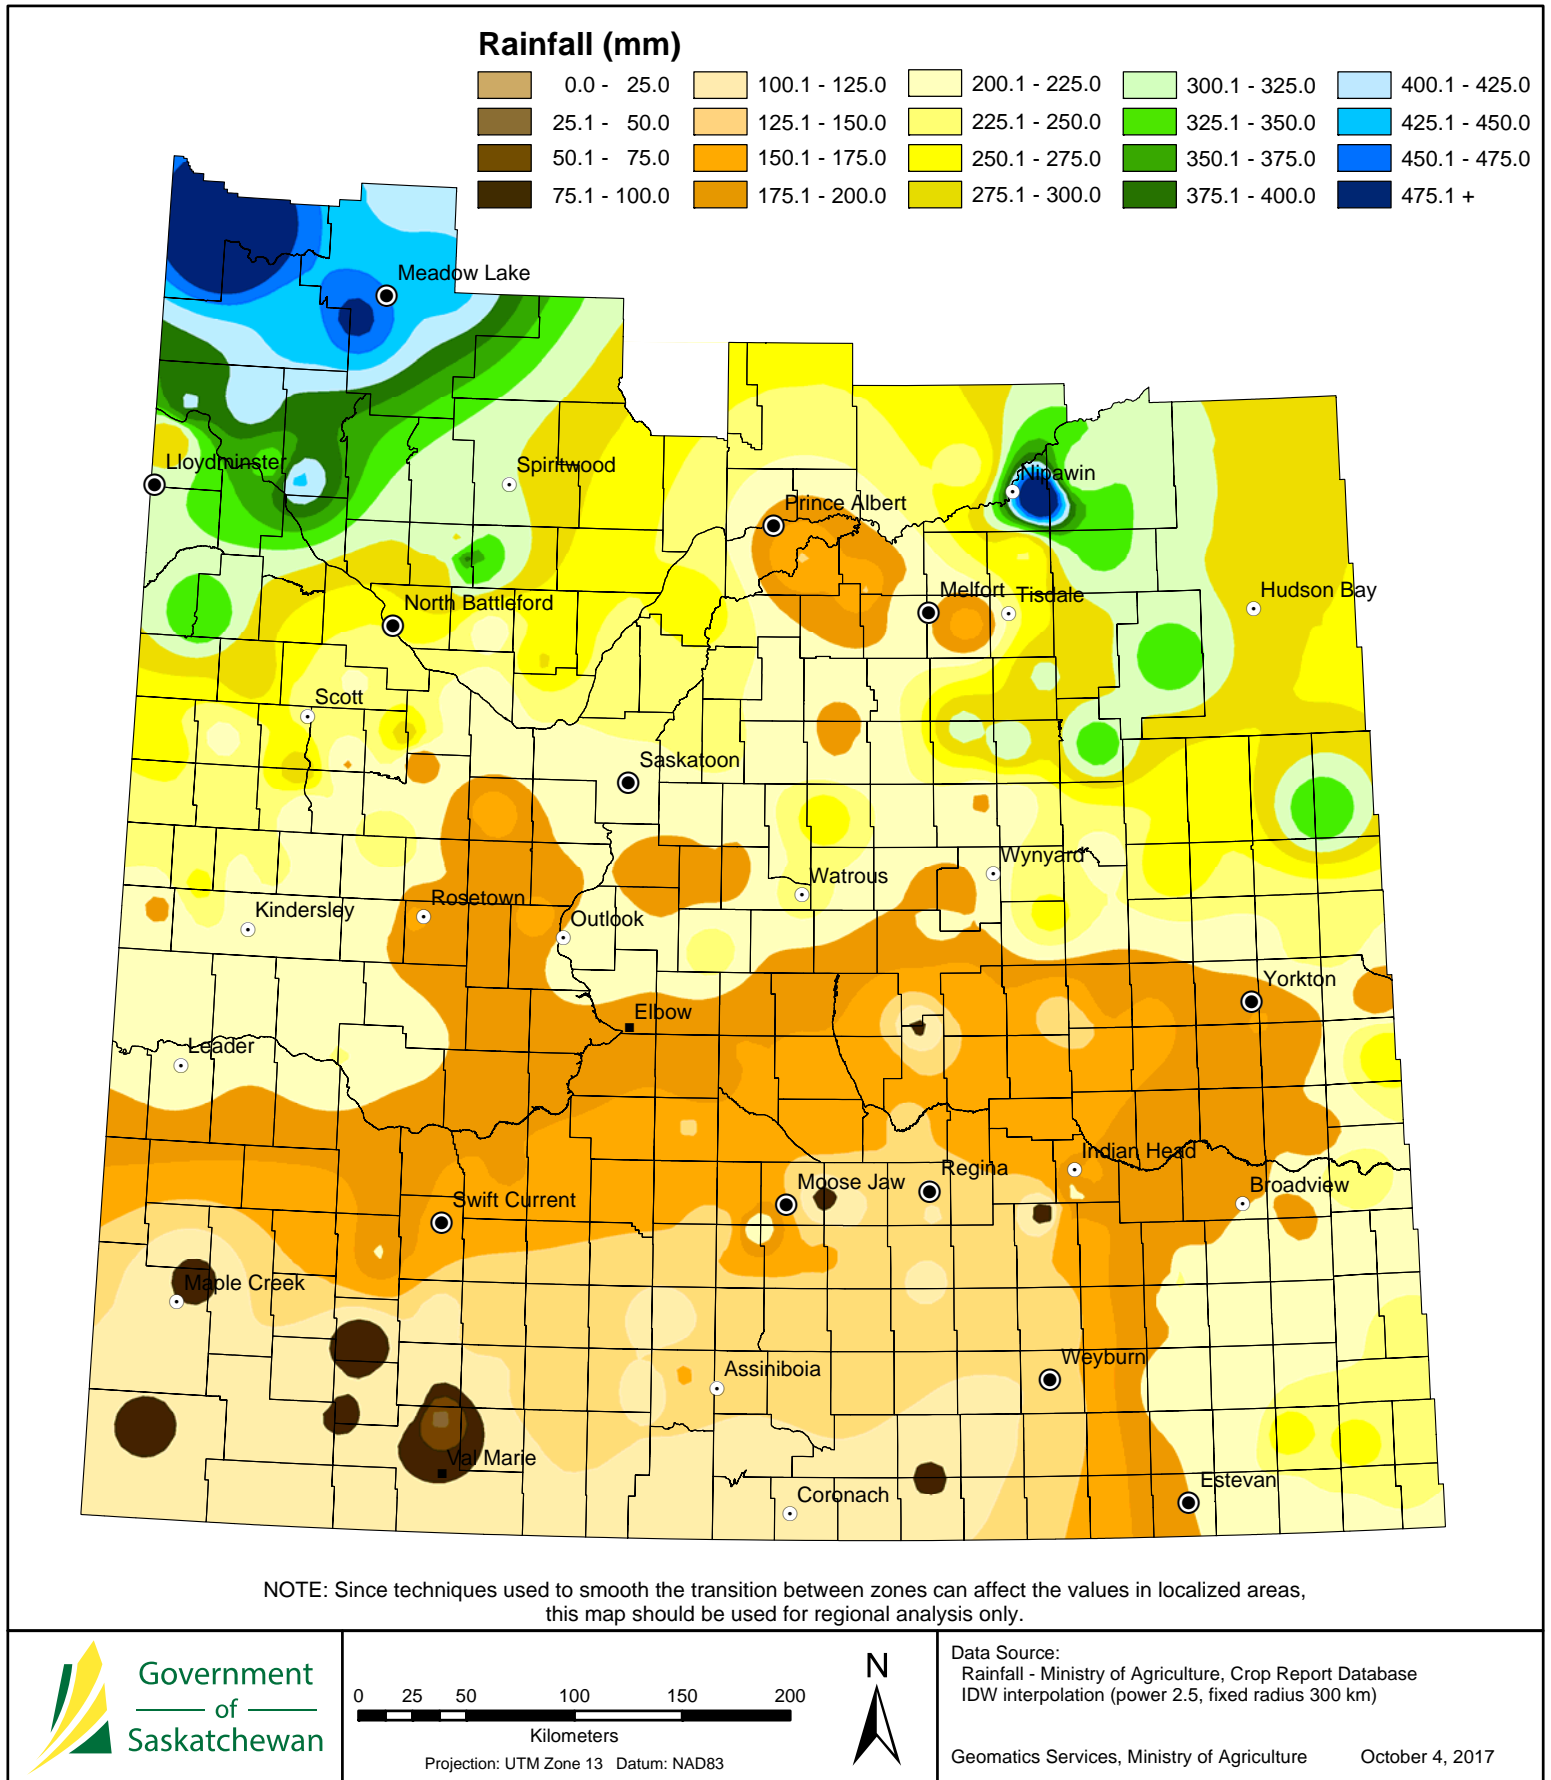 Rainfall (mm)
0.0 - 25.0
100.1 - 125.0
200.1 - 225.0
300.1 - 325.0
400.1 - 425.0
25.1 - 50.0
125.1 - 150.0
225.1 - 250.0
325.1 - 350.0
425.1 - 450.0
50.1 - 75.0
150.1 - 175.0
250.1 - 275.0
350.1 - 375.0
450.1 - 475.0
75.1 - 100.0
175.1 - 200.0
275.1 - 300.0
375.1 - 400.0
475.1 +
Meadow Lake
Lloydminster
Spiritwood
Nipawin
Prince Albert
Hudson Bay
North Battleford
Melfort
Tisdale
Scott
Saskatoon
Wynyard
Watrous
Rosetown
Kindersley
Outlook
Yorkton
Elbow
Leader
Indian Head
Regina
Moose Jaw
Broadview
Swift Current
Maple Creek
Weyburn
Assiniboia
Val Marie
Estevan
Coronach
NOTE: Since techniques used to smooth the transition between zones can affect the values in localized areas,
this map should be used for regional analysis only.
Government
of
Saskatchewan
0 25 50 100 150 200
Kilometers
Projection: UTM Zone 13 Datum: NAD83
N
Data Source:
Rainfall - Ministry of Agriculture, Crop Report Database
IDW interpolation (power 2.5, fixed radius 300 km)
Geomatics Services, Ministry of Agriculture
October 4, 2017